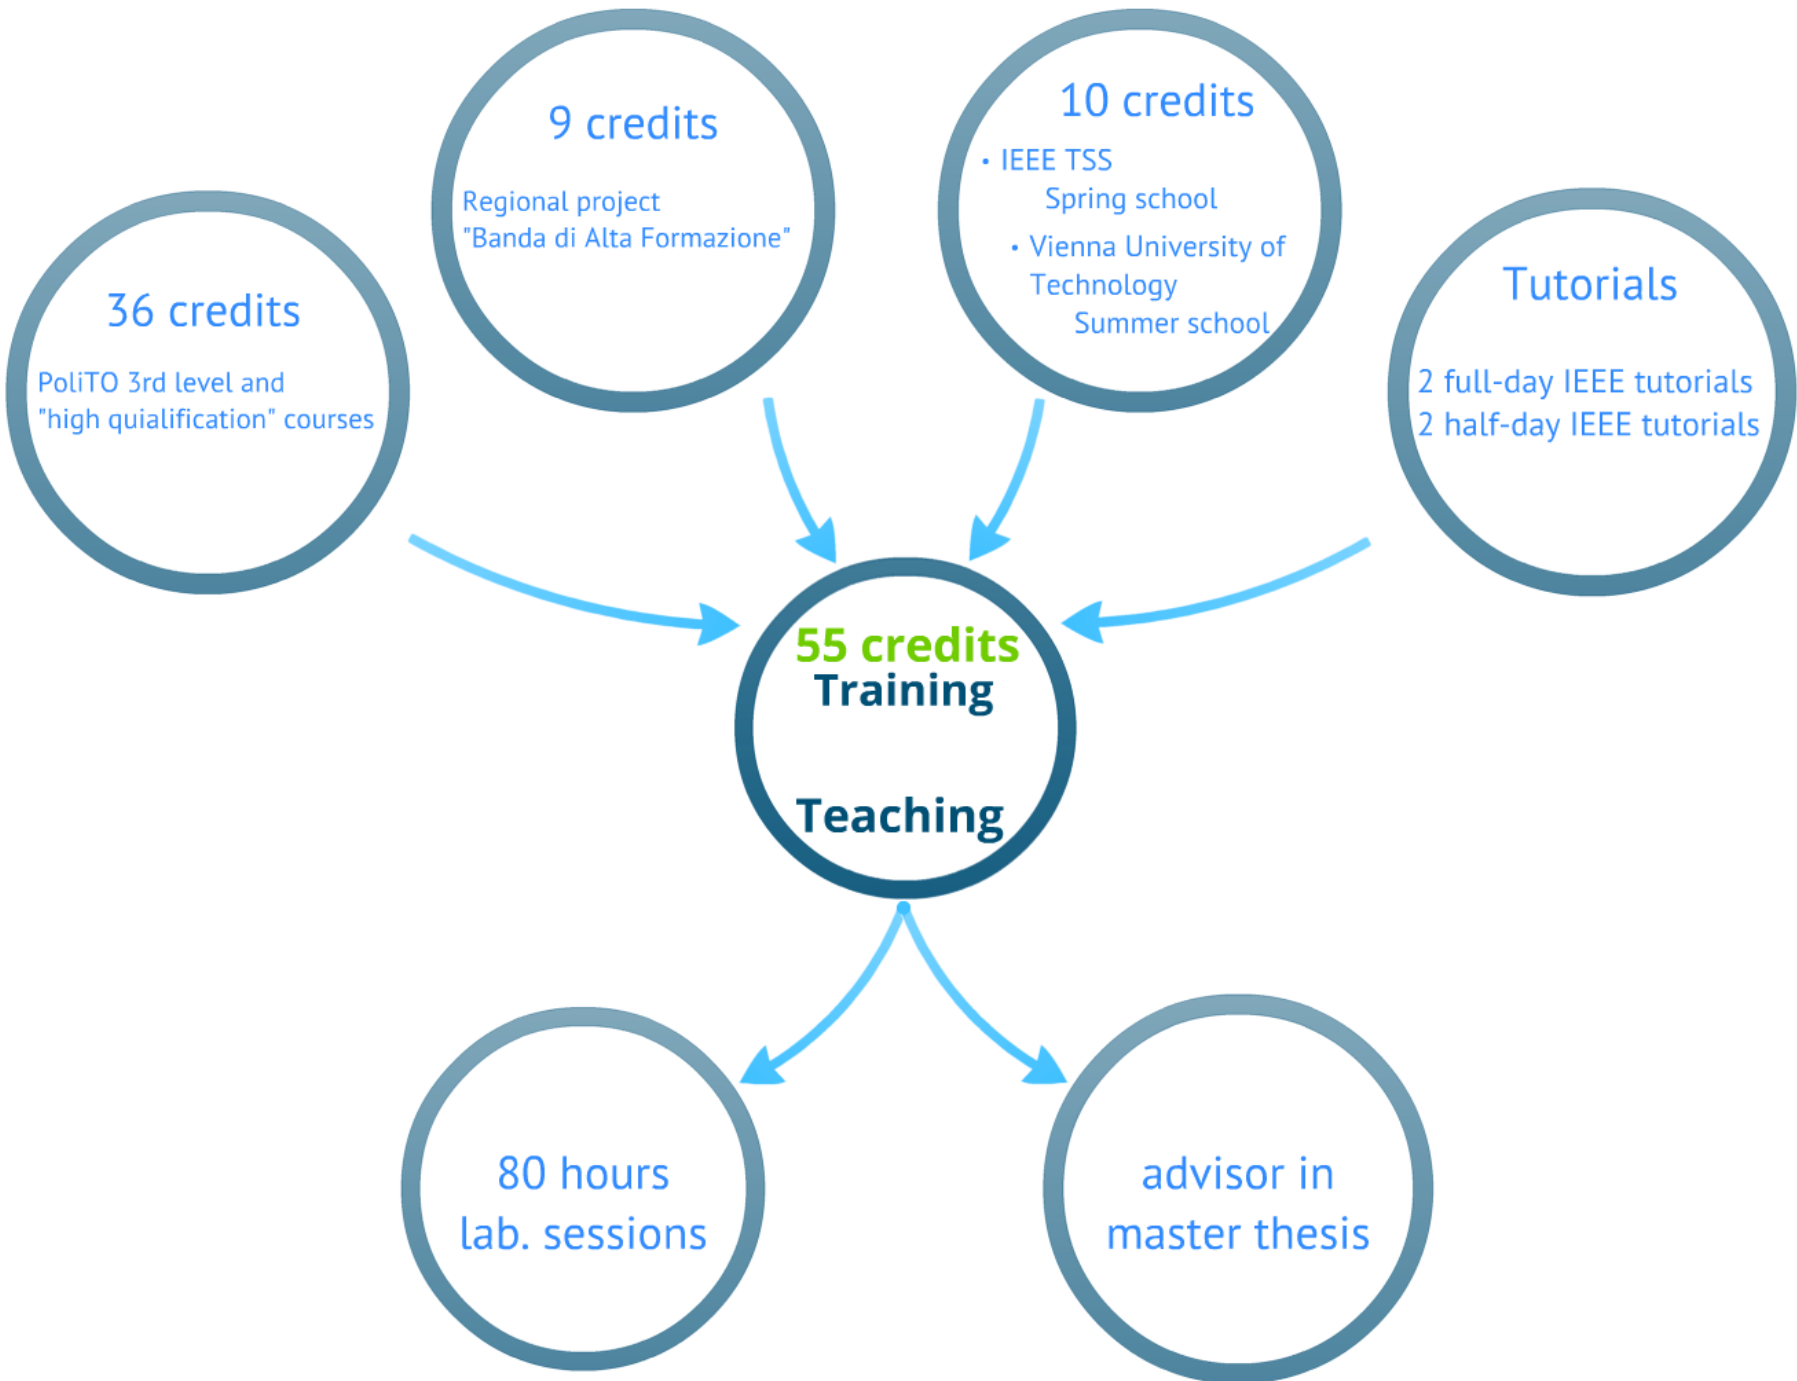 36 credits
PoliTO 3rd level and
"high quialification" courses
9 credits
Regional project
"Banda di Alta Formazione"
10 credits
• IEEE TSS
Spring school
• Vienna University of
Technology
Summer school
Tutorials
2 full-day IEEE tutorials
2 half-day IEEE tutorials
55 credits
Training
Teaching
80 hours
lab. sessions
advisor in
master thesis